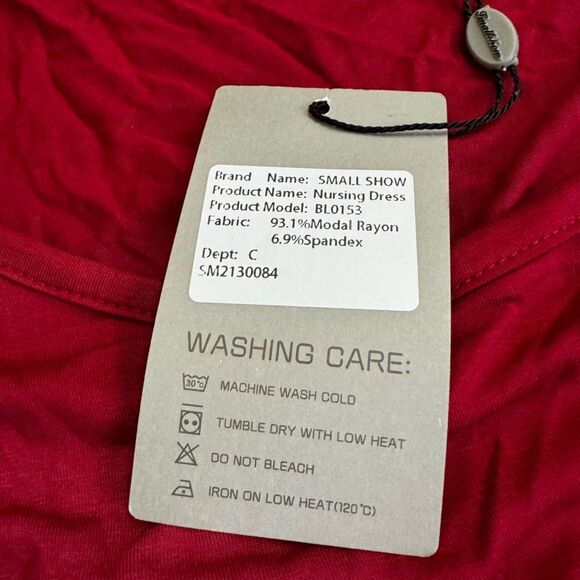 Smallshow
Brand Name: SMALL SHOW
Product Name: Nursing Dress
Product Model: BL0153
Fabric: 93.1%Modal Rayon
6.9%Spandex
Dept: C
SM2130084
WASHING CARE:
30°C MACHINE WASH COLD
TUMBLE DRY WITH LOW HEAT
DO NOT BLEACH
IRON ON LOW HEAT(120℃)